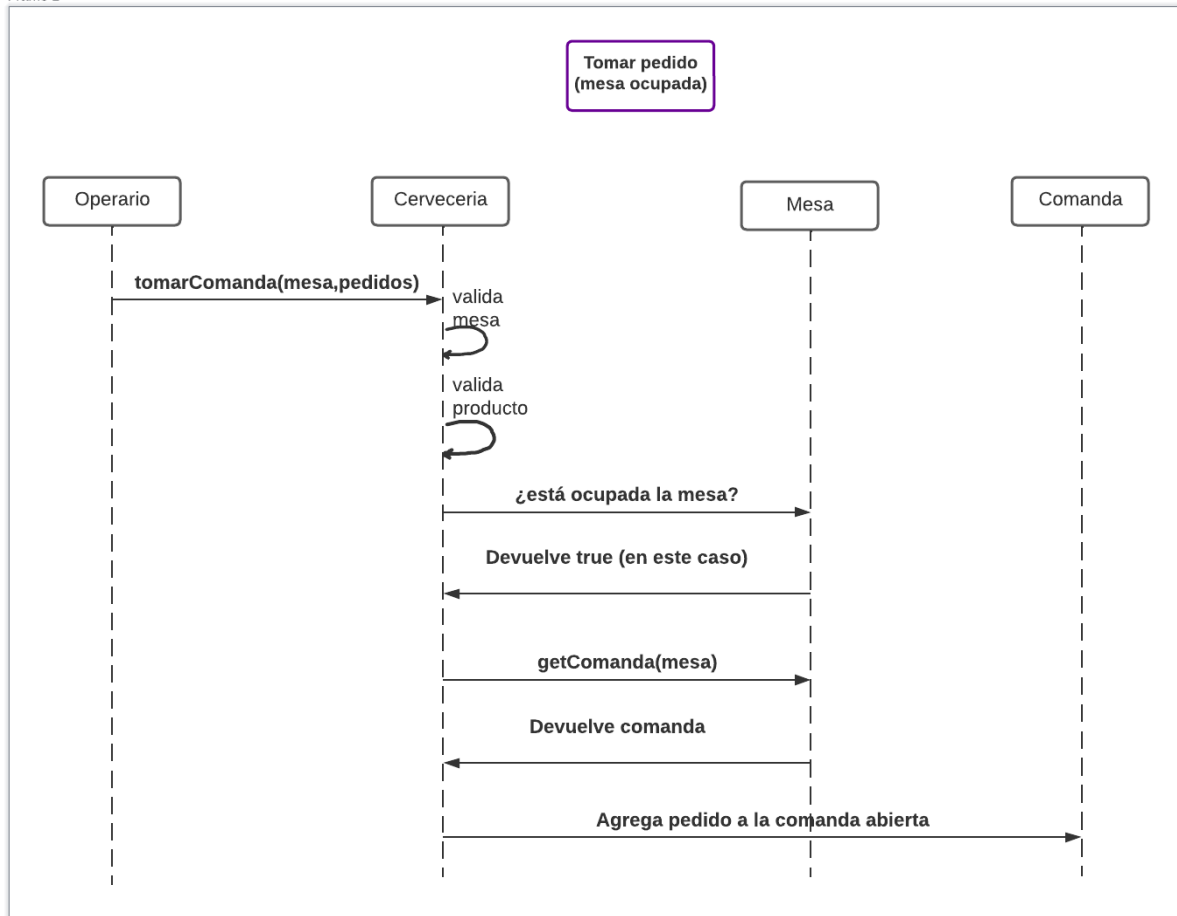 Tomar pedido
(mesa ocupada)
Operario
Cerveceria
Mesa
Comanda
tomarComanda(mesa,pedidos)
valida
mesa
valida
producto
¿está ocupada la mesa?
Devuelve true (en este caso)
getComanda(mesa)
Devuelve comanda
Agrega pedido a la comanda abierta